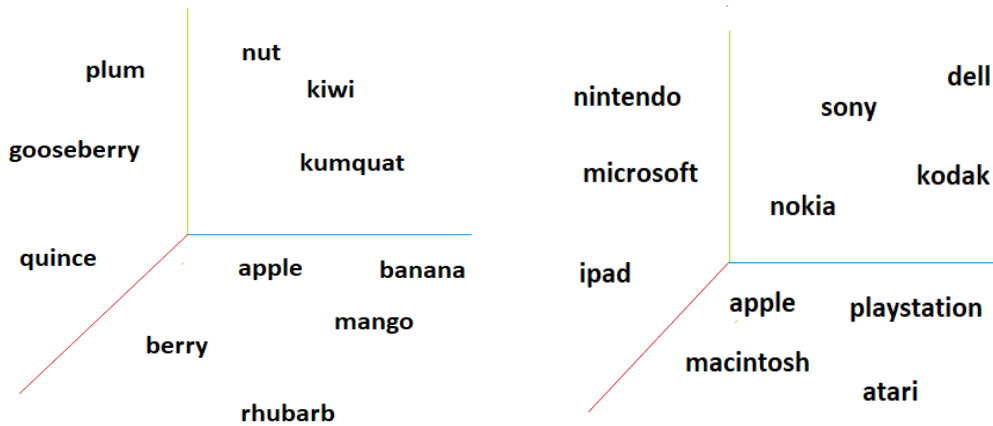 nut
plum
kiwi
gooseberry
kumquat
quince
apple
banana
mango
berry
rhubarb
dell
nintendo
sony
microsoft
kodak
nokia
ipad
apple
playstation
macintosh
atari